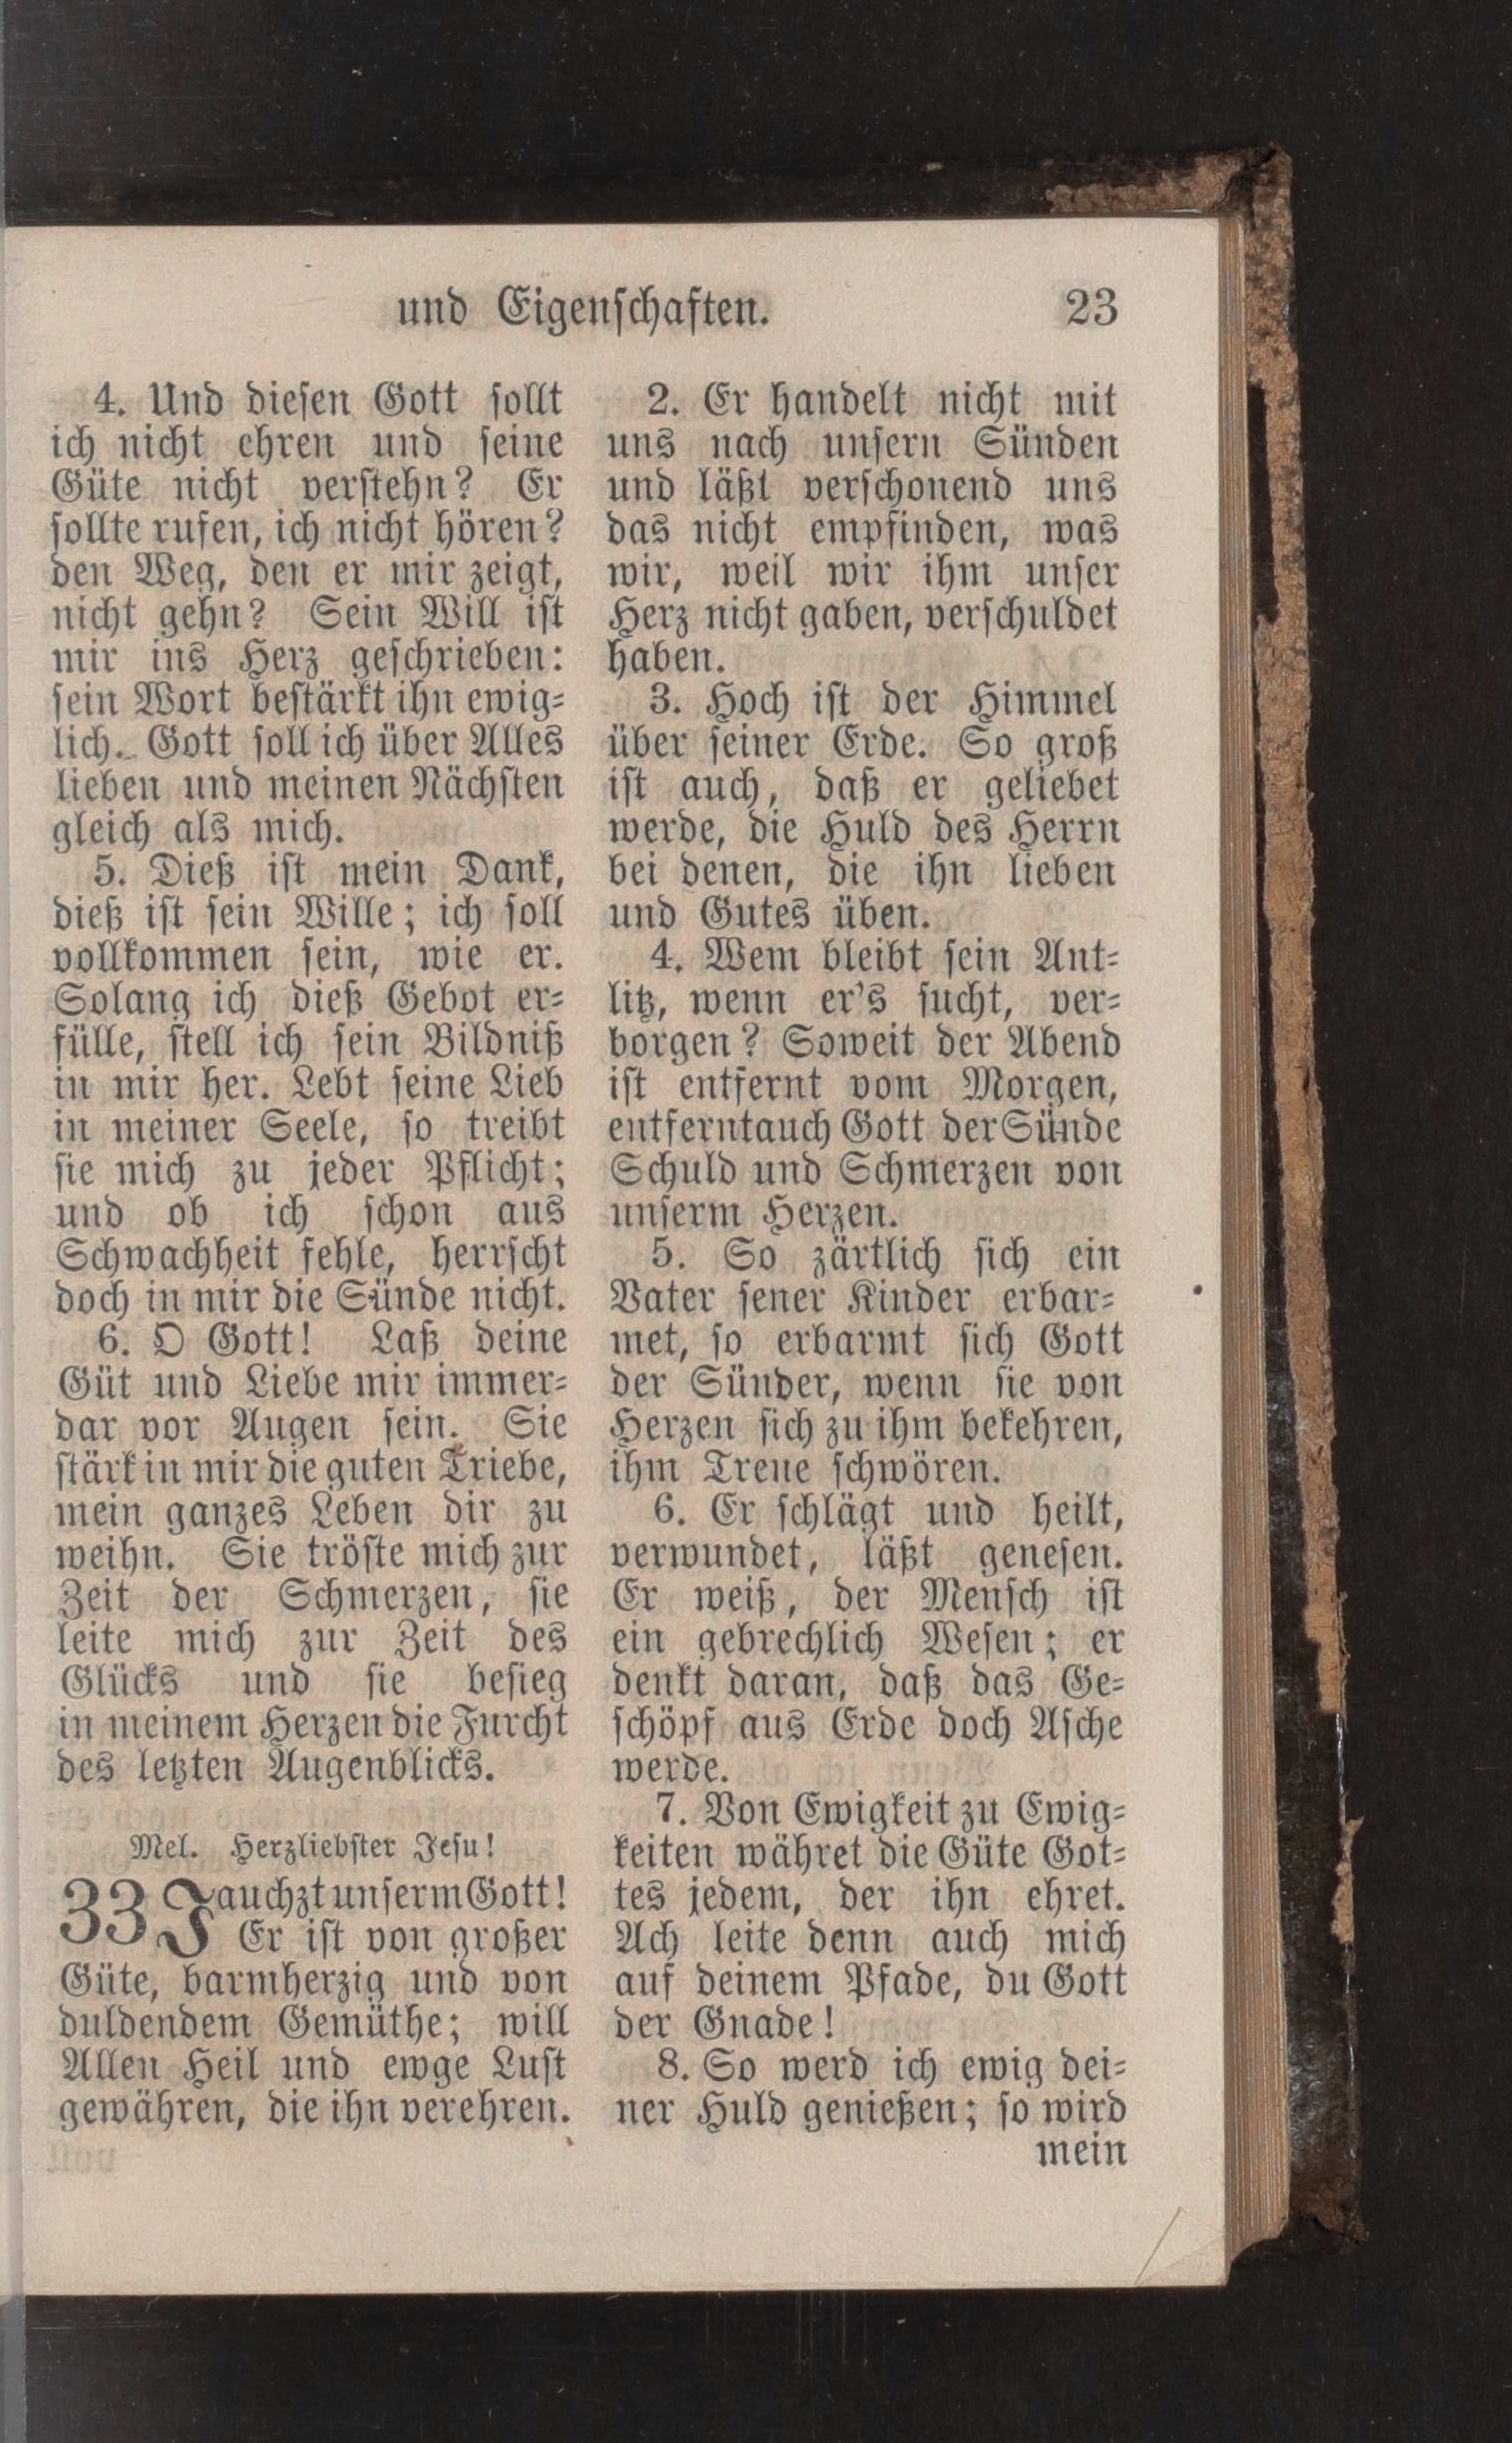 und Eigenschaften.
23
4. Und diesen Gott sollt
ich nicht ehren und seine
Güte nicht verstehn? Er
sollte rufen, ich nicht hören?
den Weg, den er mir zeigt,
nicht gehn? Sein Will ist
mir ins Herz geschrieben:
sein Wort bestärkt ihn ewig-
lich. Gott soll ich über Alles
lieben und meinen Nächsten
gleich als mich.
5. Dieß ist mein Dank,
dieß ist sein Wille; ich soll
vollkommen sein, wie er.
Solang ich dieß Gebot er-
fülle, stell ich sein Bildniß
in mir her. Lebt seine Lieb
in meiner Seele, so treibt
sie mich zu jeder Pflicht;
und ob ich schon aus
Schwachheit fehle, herrscht
doch in mir die Sünde nicht.
6. O Gott! Laß deine
Güt und Liebe mir immer-
dar vor Augen sein. Sie
stärk in mir die guten Triebe,
mein ganzes Leben dir zu
weihn. Sie tröste mich zur
Zeit der Schmerzen, sie
leite mich zur Zeit des
Glücks und sie besieg
in meinem Herzen die Furcht
des letzten Augenblicks.
Mel. Herzliebster Jesu!
33 Jauchzt unserm Gott!
Er ist von großer
Güte, barmherzig und von
duldendem Gemüthe; will
Allen Heil und ewge Lust
gewähren, die ihn verehren.
2. Er handelt nicht mit
uns nach unsern Sünden
und läßt verschonend uns
das nicht empfinden, was
wir, weil wir ihm unser
Herz nicht gaben, verschuldet
haben.
3. Hoch ist der Himmel
über seiner Erde. So groß
ist auch, daß er geliebet
werde, die Huld des Herrn
bei denen, die ihn lieben
und Gutes üben.
4. Wem bleibt sein Ant-
litz, wenn er's sucht, ver-
borgen? Soweit der Abend
ist entfernt vom Morgen,
entfernt auch Gott der Sünde
Schuld und Schmerzen von
unserm Herzen.
5. So zärtlich sich ein
Vater sener Kinder erbar-
met, so erbarmt sich Gott
der Sünder, wenn sie von
Herzen sich zu ihm bekehren,
ihm Treue schwören.
6. Er schlägt und heilt,
verwundet, läßt genesen.
Er weiß, der Mensch ist
ein gebrechlich Wesen; er
denkt daran, daß das Ge-
schöpf aus Erde doch Asche
werde.
7. Von Ewigkeit zu Ewig-
keiten währet die Güte Got-
tes jedem, der ihn ehret.
Ach leite denn auch mich
auf deinem Pfade, du Gott
der Gnade!
8. So werd ich ewig dei-
ner Huld genießen; so wird
mein